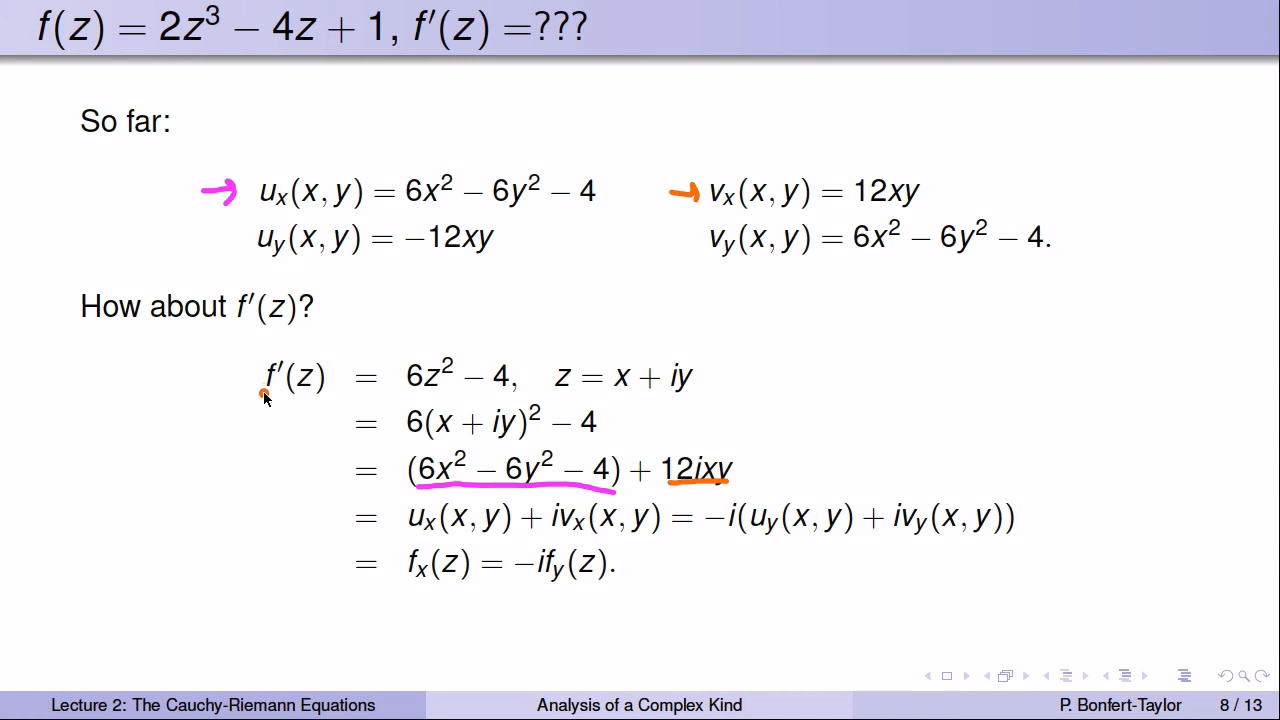 f(z) = 2z³ − 4z + 1, f′(z) =???
So far:
uₓ(x, y) = 6x² − 6y² − 4 vₓ(x, y) = 12xy
u_y(x, y) = −12xy v_y(x, y) = 6x² − 6y² − 4.
How about f′(z)?
f′(z) = 6z² − 4, z = x + iy
= 6(x + iy)² − 4
= (6x² − 6y² − 4) + 12ixy
= uₓ(x, y) + ivₓ(x, y) = −i(u_y(x, y) + iv_y(x, y))
= fₓ(z) = −if_y(z).
Lecture 2: The Cauchy-Riemann Equations Analysis of a Complex Kind P. Bonfert-Taylor 8 / 13